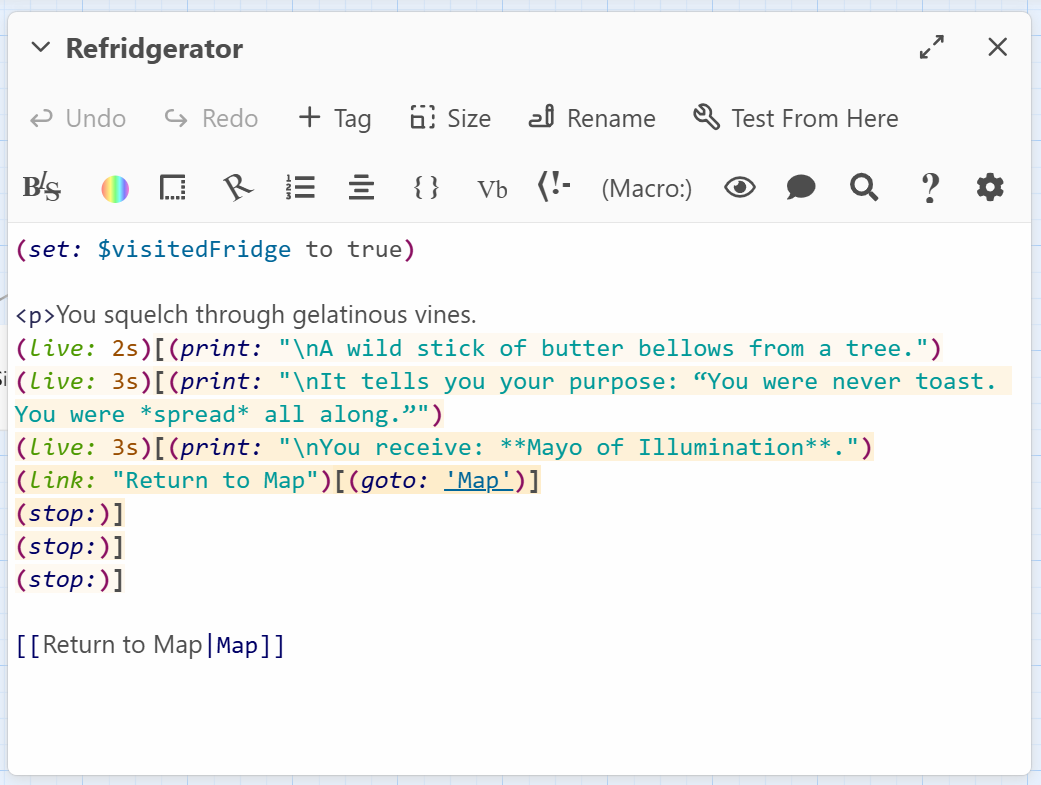 Refridgerator
Undo Redo + Tag Size Rename Test From Here
BIS Vb (!- (Macro:) ?
(set: $visitedFridge to true)
<p>You squelch through gelatinous vines.
(live: 2s)[(print: "\nA wild stick of butter bellows from a tree.")
(live: 3s)[(print: "\nIt tells you your purpose: “You were never toast.
You were *spread* all along.”")
(live: 3s)[(print: "\nYou receive: **Mayo of Illumination**.")
(link: "Return to Map")[(goto: 'Map')]
(stop:)]
(stop:)]
(stop:)]
[[Return to Map|Map]]